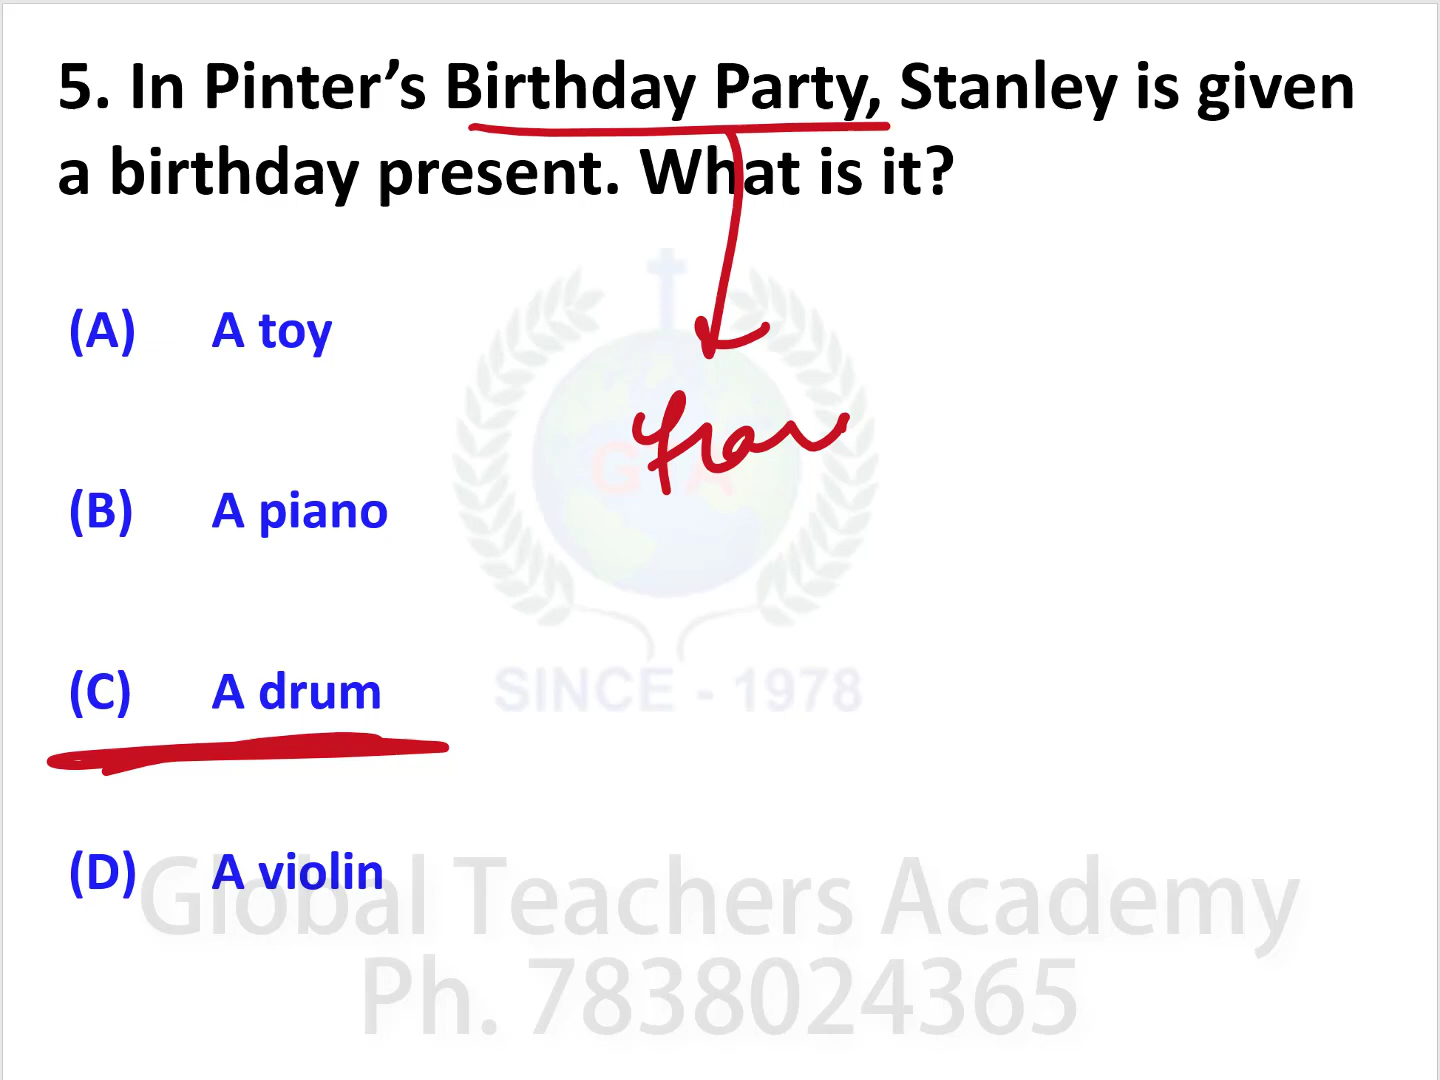 5. In Pinter’s Birthday Party, Stanley is given
a birthday present. What is it?
(A) A toy
(B) A piano
(C) A drum
(D) A violin
GTA
SINCE - 1978
Global Teachers Academy
Ph. 7838024365